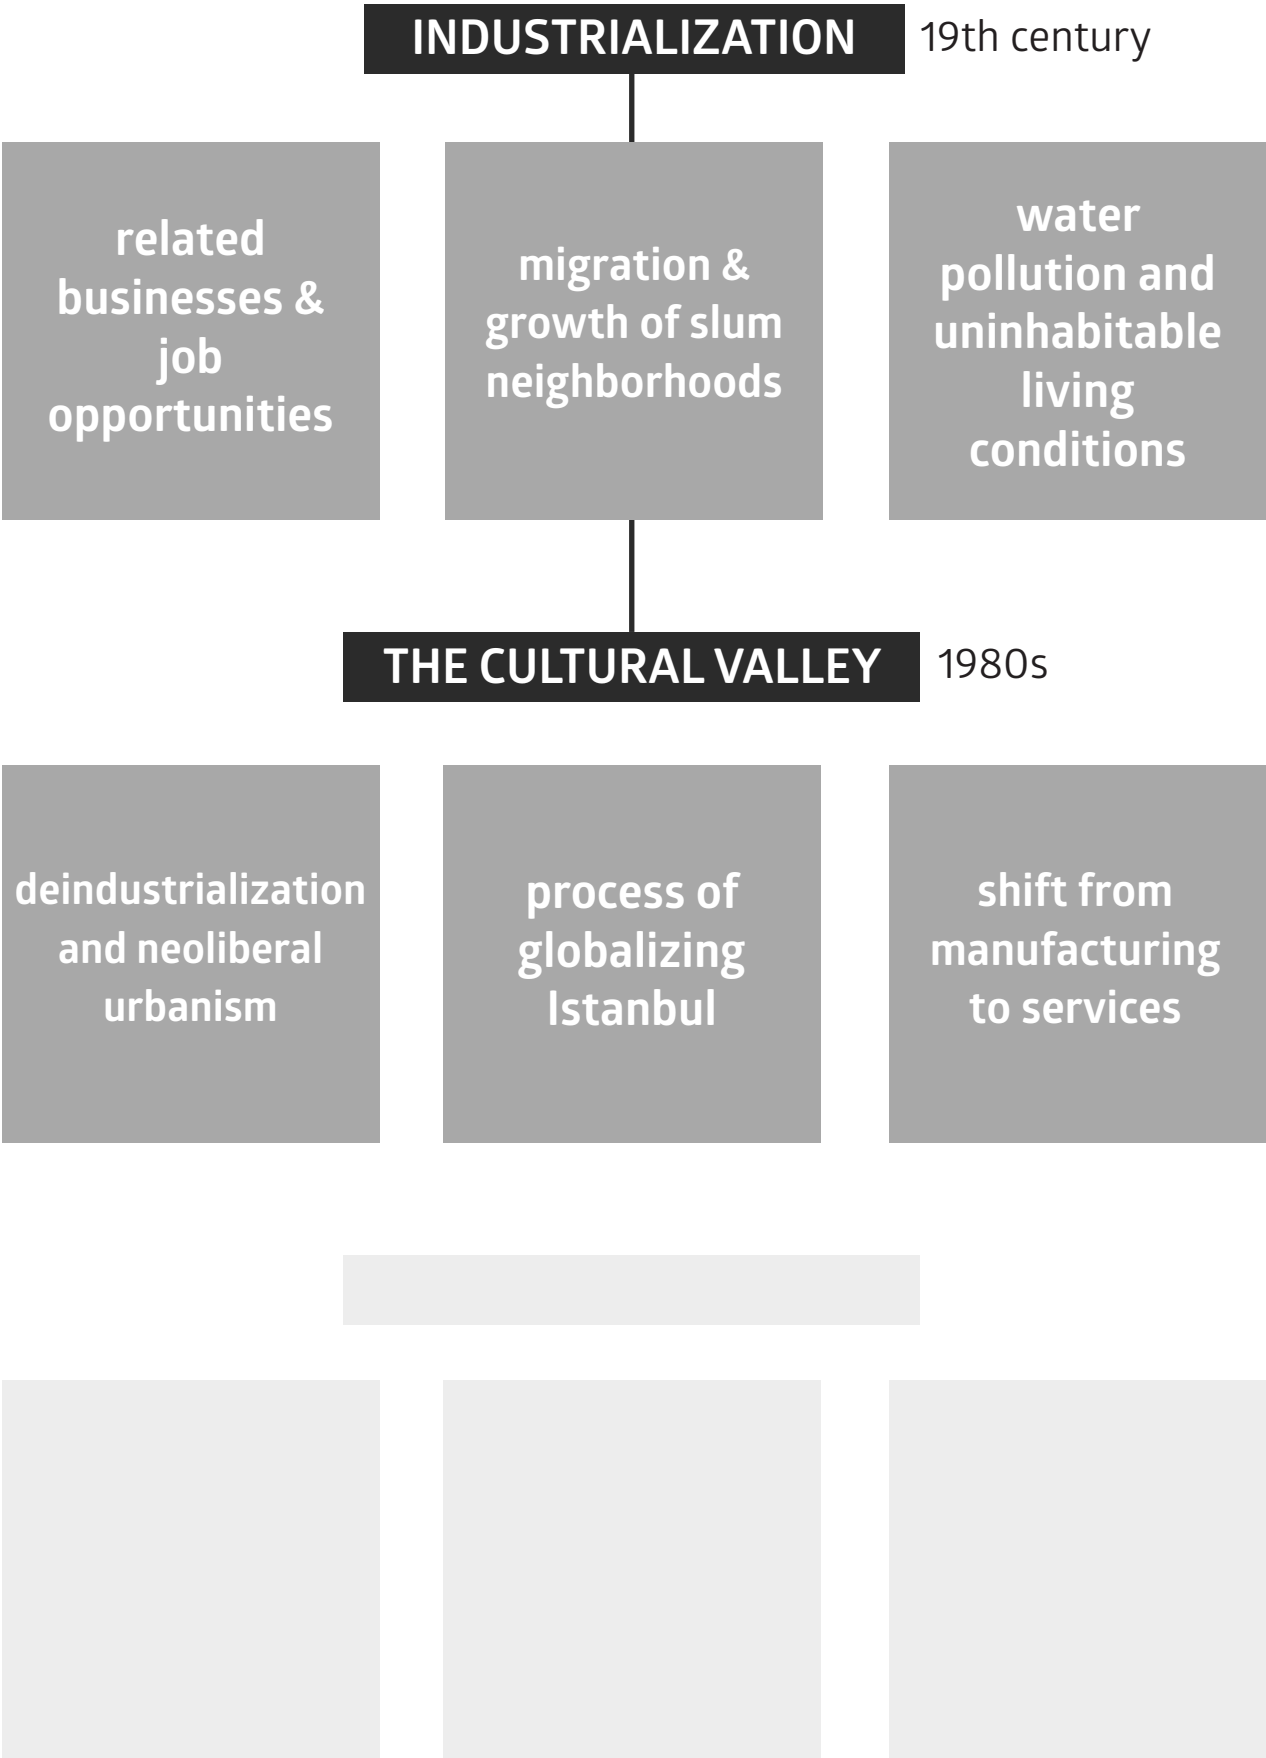 INDUSTRIALIZATION
19th century
related
businesses &
job
opportunities
migration &
growth of slum
neighborhoods
water
pollution and
uninhabitable
living
conditions
THE CULTURAL VALLEY
1980s
deindustrialization
and neoliberal
urbanism
process of
globalizing
Istanbul
shift from
manufacturing
to services